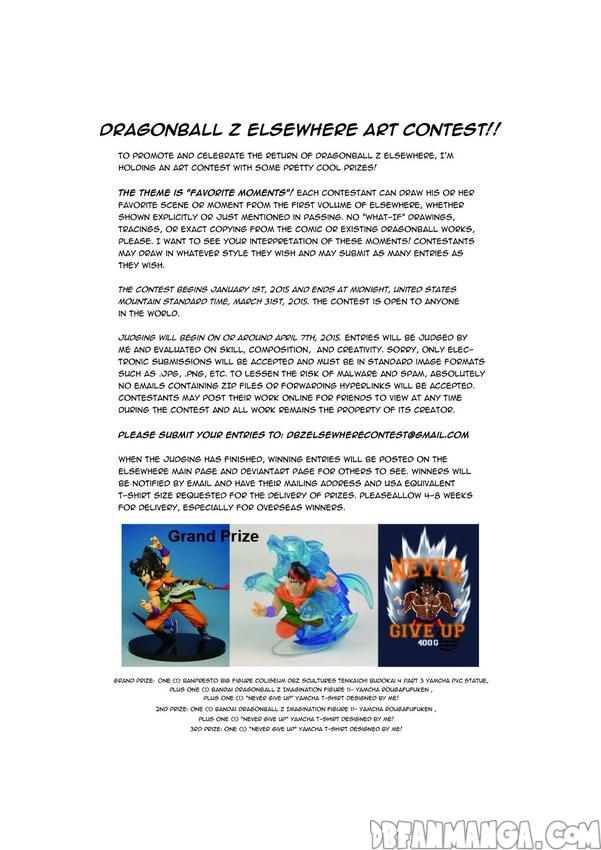 DRAGONBALL Z ELSEWHERE ART CONTEST!!
TO PROMOTE AND CELEBRATE THE RETURN OF DRAGONBALL Z ELSEWHERE, I'M
HOLDING AN ART CONTEST WITH SOME PRETTY COOL PRIZES!
THE THEME IS "FAVORITE MOMENTS"! EACH CONTESTANT CAN DRAW HIS OR HER
FAVORITE SCENE OR MOMENT FROM THE FIRST VOLUME OF ELSEWHERE, WHETHER
SHOWN EXPLICITLY OR JUST MENTIONED IN PASSING. NO "WHAT-IF" DRAWINGS,
TRACINGS, OR EXACT COPYING FROM THE COMIC OR EXISTING DRAGONBALL WORKS,
PLEASE. I WANT TO SEE YOUR INTERPRETATION OF THESE MOMENTS! CONTESTANTS
MAY DRAW IN WHATEVER STYLE THEY WISH AND MAY SUBMIT AS MANY ENTRIES AS
THEY WISH.
THE CONTEST BEGINS JANUARY 1ST, 2015 AND ENDS AT MIDNIGHT, UNITED STATES
MOUNTAIN STANDARD TIME, MARCH 31ST, 2015. THE CONTEST IS OPEN TO ANYONE
IN THE WORLD.
JUDGING WILL BEGIN ON OR AROUND APRIL 7TH, 2015. ENTRIES WILL BE JUDGED BY
ME AND EVALUATED ON SKILL, COMPOSITION, AND CREATIVITY. SORRY, ONLY ELEC-
TRONIC SUBMISSIONS WILL BE ACCEPTED AND MUST BE IN STANDARD IMAGE FORMATS
SUCH AS .JPG, .PNG, ETC. TO LESSEN THE RISK OF MALWARE AND SPAM, ABSOLUTELY
NO EMAILS CONTAINING ZIP FILES OR FORWARDING HYPERLINKS WILL BE ACCEPTED.
CONTESTANTS MAY POST THEIR WORK ONLINE FOR FRIENDS TO VIEW AT ANY TIME
DURING THE CONTEST AND ALL WORK REMAINS THE PROPERTY OF ITS CREATOR.
PLEASE SUBMIT YOUR ENTRIES TO: DBZELSEWHERECONTEST@GMAIL.COM
WHEN THE JUDGING HAS FINISHED, WINNING ENTRIES WILL BE POSTED ON THE
ELSEWHERE MAIN PAGE AND DEVIANTART PAGE FOR OTHERS TO SEE. WINNERS WILL
BE NOTIFIED BY EMAIL AND HAVE THEIR MAILING ADDRESS AND USA EQUIVALENT
T-SHIRT SIZE REQUESTED FOR THE DELIVERY OF PRIZES. PLEASEALLOW 4-8 WEEKS
FOR DELIVERY, ESPECIALLY FOR OVERSEAS WINNERS.
Grand Prize
NEVER
GIVE UP
400G
GRAND PRIZE: ONE (1) BANPRESTO BIG FIGURE COLISEUM DBZ SCULTURES TENKAICHI BUDOKAI 4 PART 3 YAMCHA PVC STATUE,
PLUS ONE (1) BANDAI DRAGONBALL Z IMAGINATION FIGURE 11- YAMCHA ROUGAFUFUKEN ,
PLUS ONE (1) "NEVER GIVE UP" YAMCHA T-SHIRT DESIGNED BY ME!
2ND PRIZE: ONE (1) BANDAI DRAGONBALL Z IMAGINATION FIGURE 11- YAMCHA ROUGAFUFUKEN ,
PLUS ONE (1) "NEVER GIVE UP" YAMCHA T-SHIRT DESIGNED BY ME!
3RD PRIZE: ONE (1) "NEVER GIVE UP" YAMCHA T-SHIRT DESIGNED BY ME!
DBFANMANGA.COM